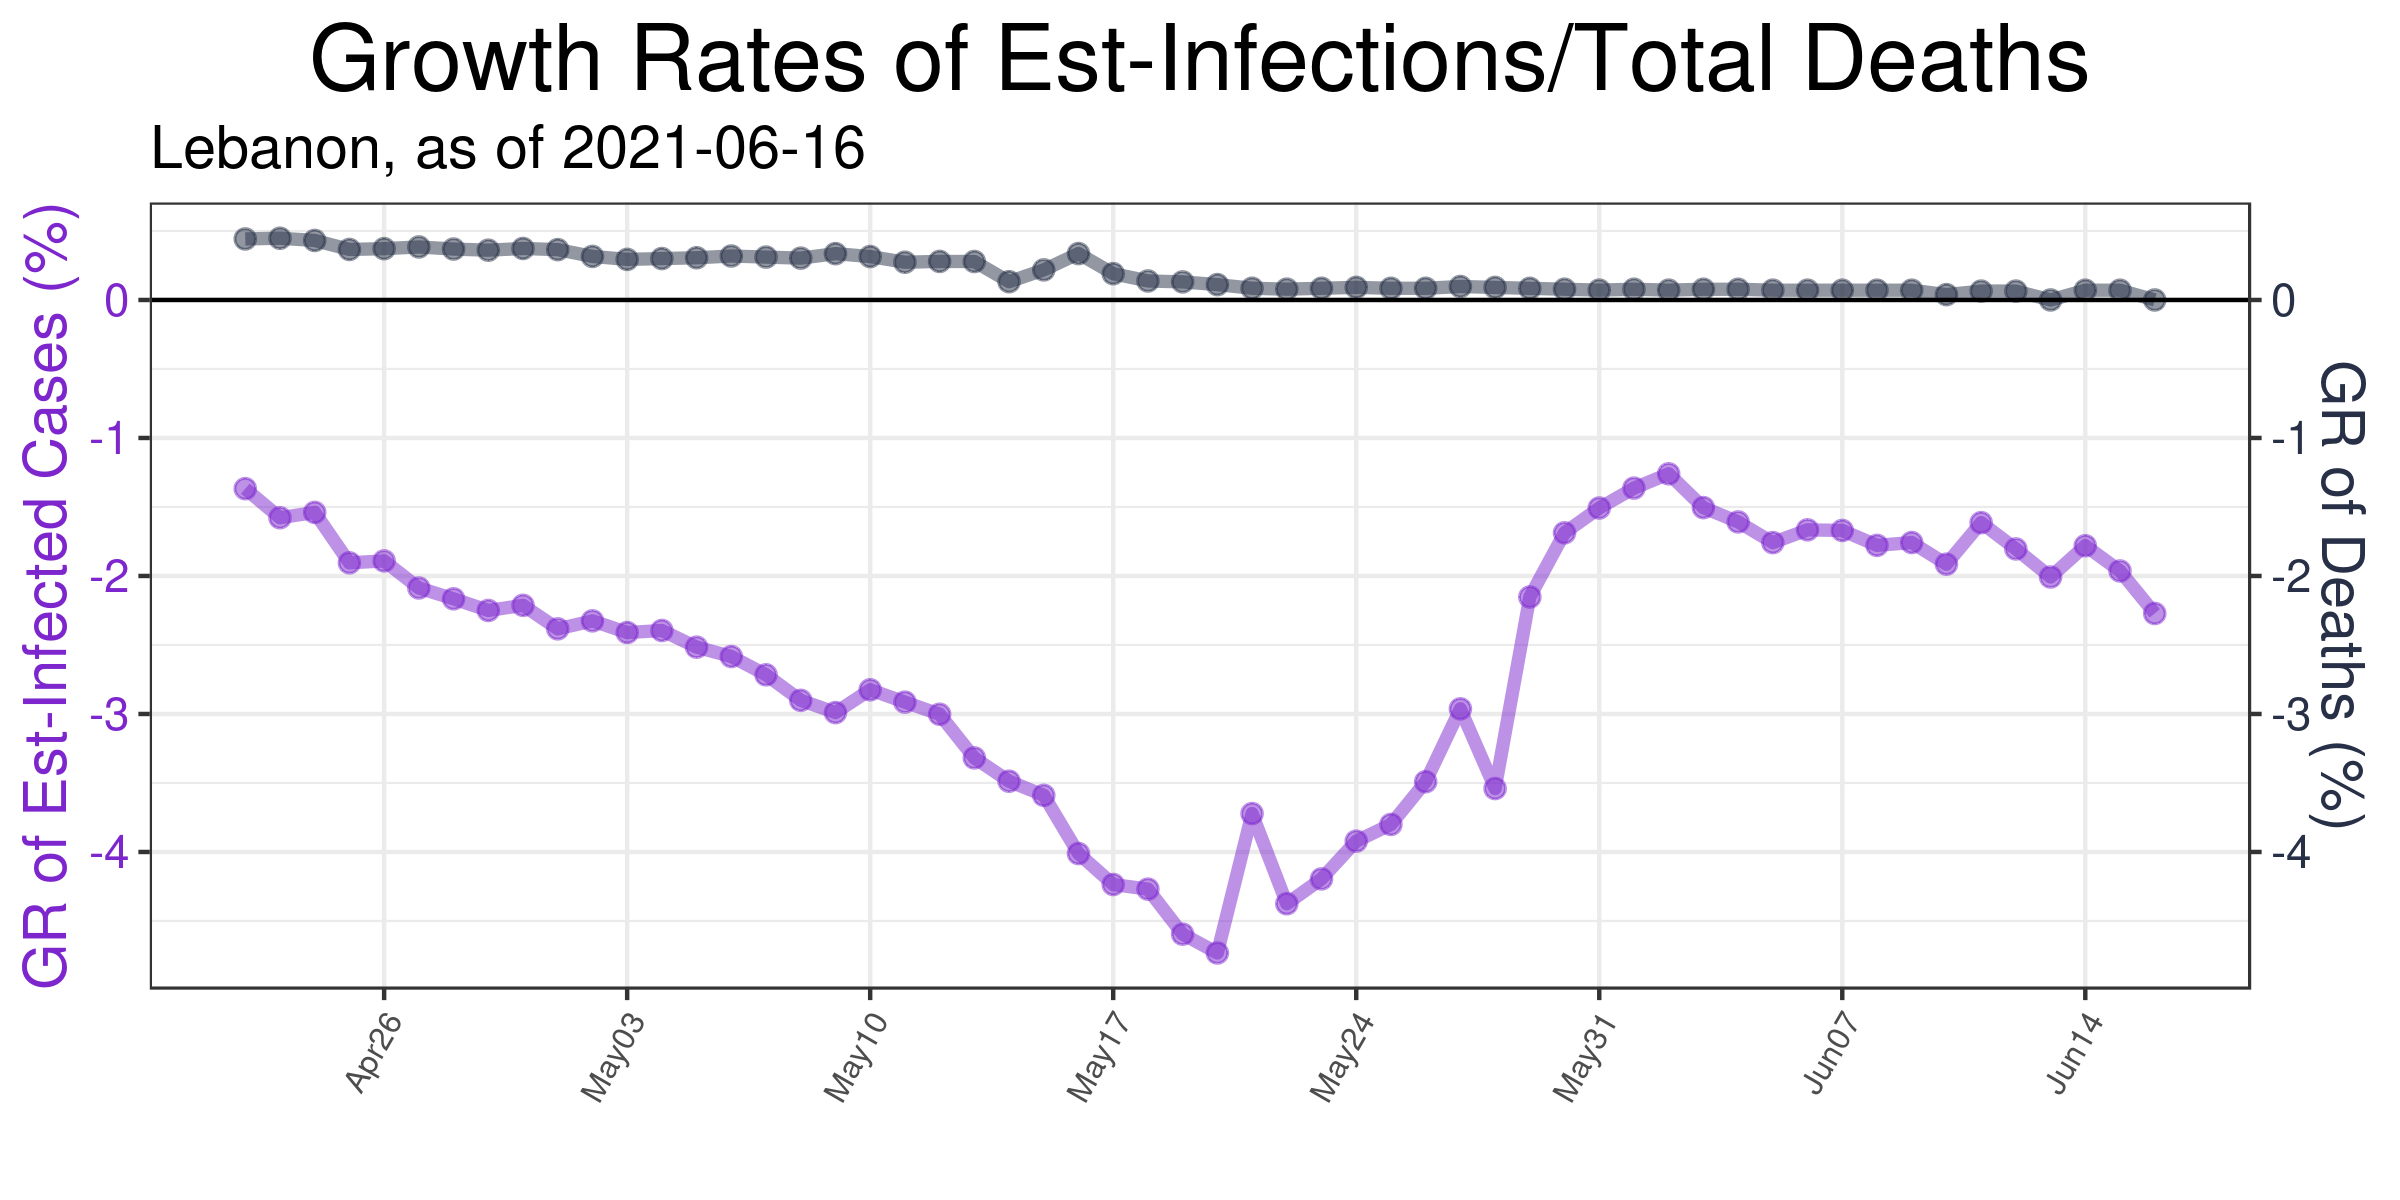 Growth Rates of Est-Infections/Total Deaths
Lebanon, as of 2021-06-16
GR of Est-Infected Cases (%)
0
-1
-2
-3
-4
0
-1
-2
-3
-4
GR of Deaths (%)
Apr26
May03
May10
May17
May24
May31
Jun07
Jun14